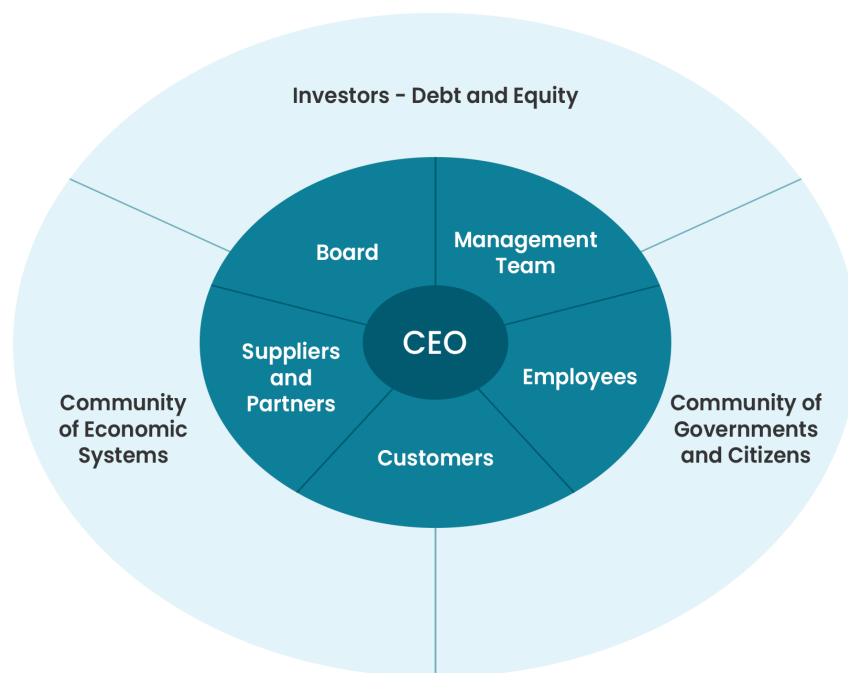 Investors - Debt and Equity
Board
Management
Team
CEO
Suppliers
and
Partners
Employees
Customers
Community
of Economic
Systems
Community of
Governments
and Citizens